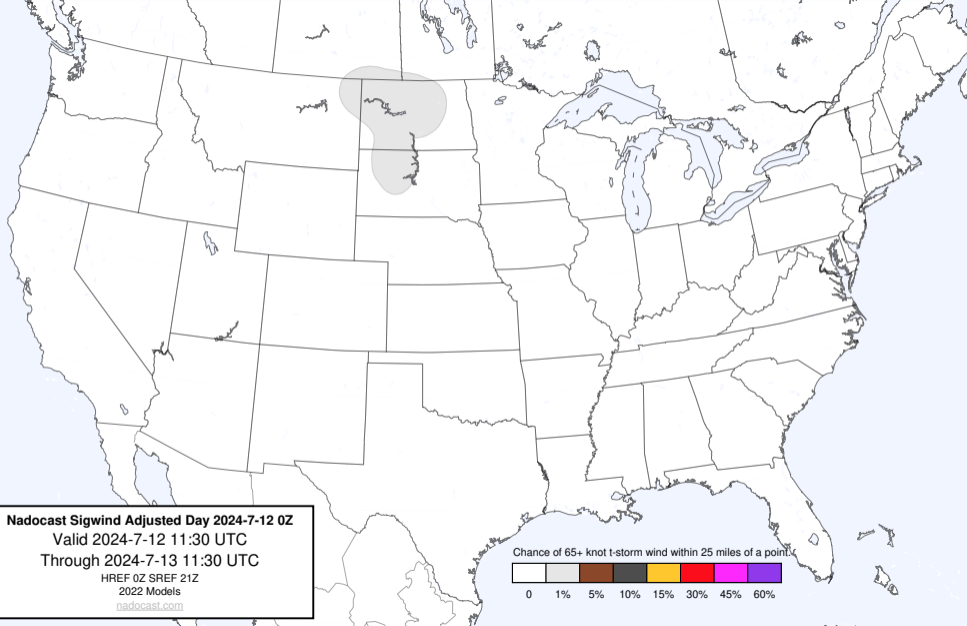 Nadocast Sigwind Adjusted Day 2024-7-12 0Z
Valid 2024-7-12 11:30 UTC
Through 2024-7-13 11:30 UTC
HREF 0Z SREF 21Z
2022 Models
nadocast.com
Chance of 65+ knot t-storm wind within 25 miles of a point.
0 1% 5% 10% 15% 30% 45% 60%